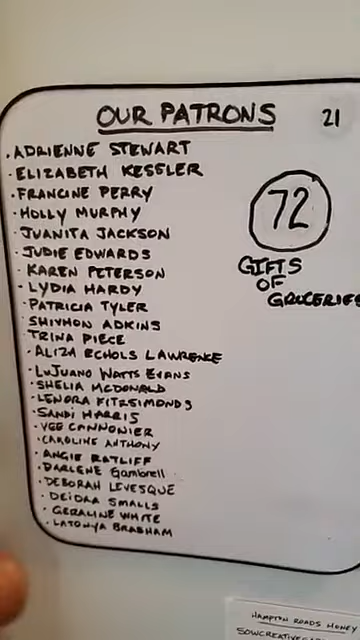 OUR PATRONS
21
• ADRIENNE STEWART
• ELIZABETH KESSLER
• FRANCINE PERRY
• HOLLY MURPHY
• JUANITA JACKSON
• JUDIE EDWARDS
• KAREN PETERSON
• LYDIA HARDY
• PATRICIA TYLER
• SHIVHON ADKINS
TRINA PIECE
• ALIZA ECHOLS LAWRENCE
• LUJUANO WATTS EVANS
• SHELIA MCDONALD
• LENORA FITZSIMONDS
• SANDI HARRIS
• VEE CANNONIER
• CAROLINE ANTHONY
• ANGIE RATLIFF
• DARLENE Gambrell
• DEBORAH LEVESQUE
• DEIDRA SMALLS
• GERALINE WHITE
• LATONYA BRABHAM
72
GIFTS
OF
GROCERIES
HAMPTON ROADS HONEY